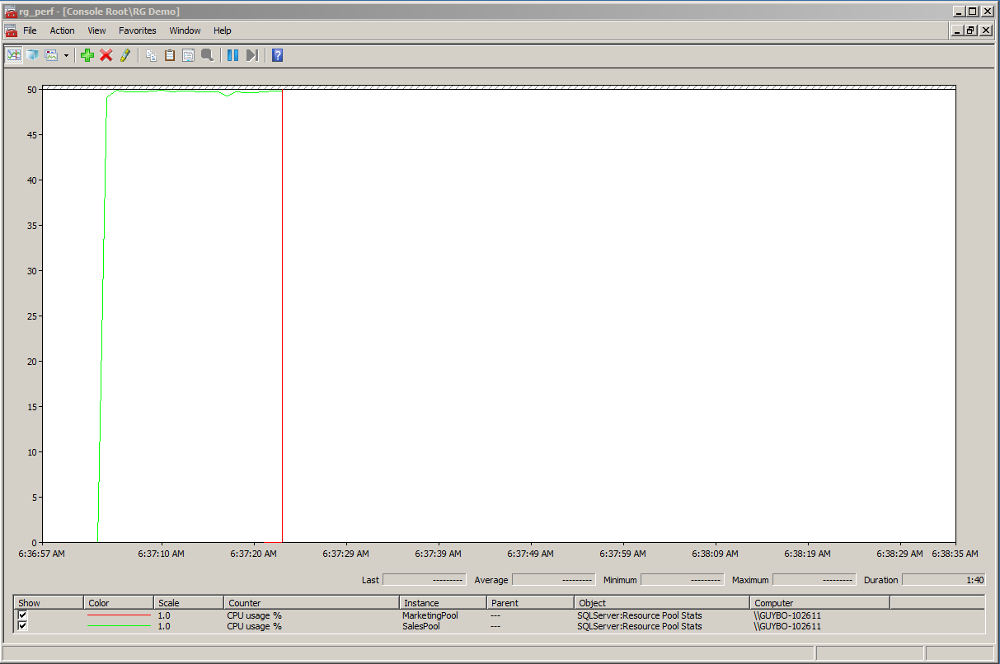 rg_perf - [Console Root\RG Demo]
File Action View Favorites Window Help
50
45
40
35
30
25
20
15
10
5
0
6:36:57 AM 6:37:10 AM 6:37:20 AM 6:37:29 AM 6:37:39 AM 6:37:49 AM 6:37:59 AM 6:38:09 AM 6:38:19 AM 6:38:29 AM 6:38:35 AM
Last --------- Average --------- Minimum --------- Maximum --------- Duration 1:40
Show Color Scale Counter Instance Parent Object Computer
1.0 CPU usage % MarketingPool --- SQLServer:Resource Pool Stats \\GUYBO-102611
1.0 CPU usage % SalesPool --- SQLServer:Resource Pool Stats \\GUYBO-102611